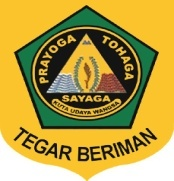 PRAYOGA TOHAGA
SAYAGA
KUTA UDAYA WANGSA
TEGAR BERIMAN